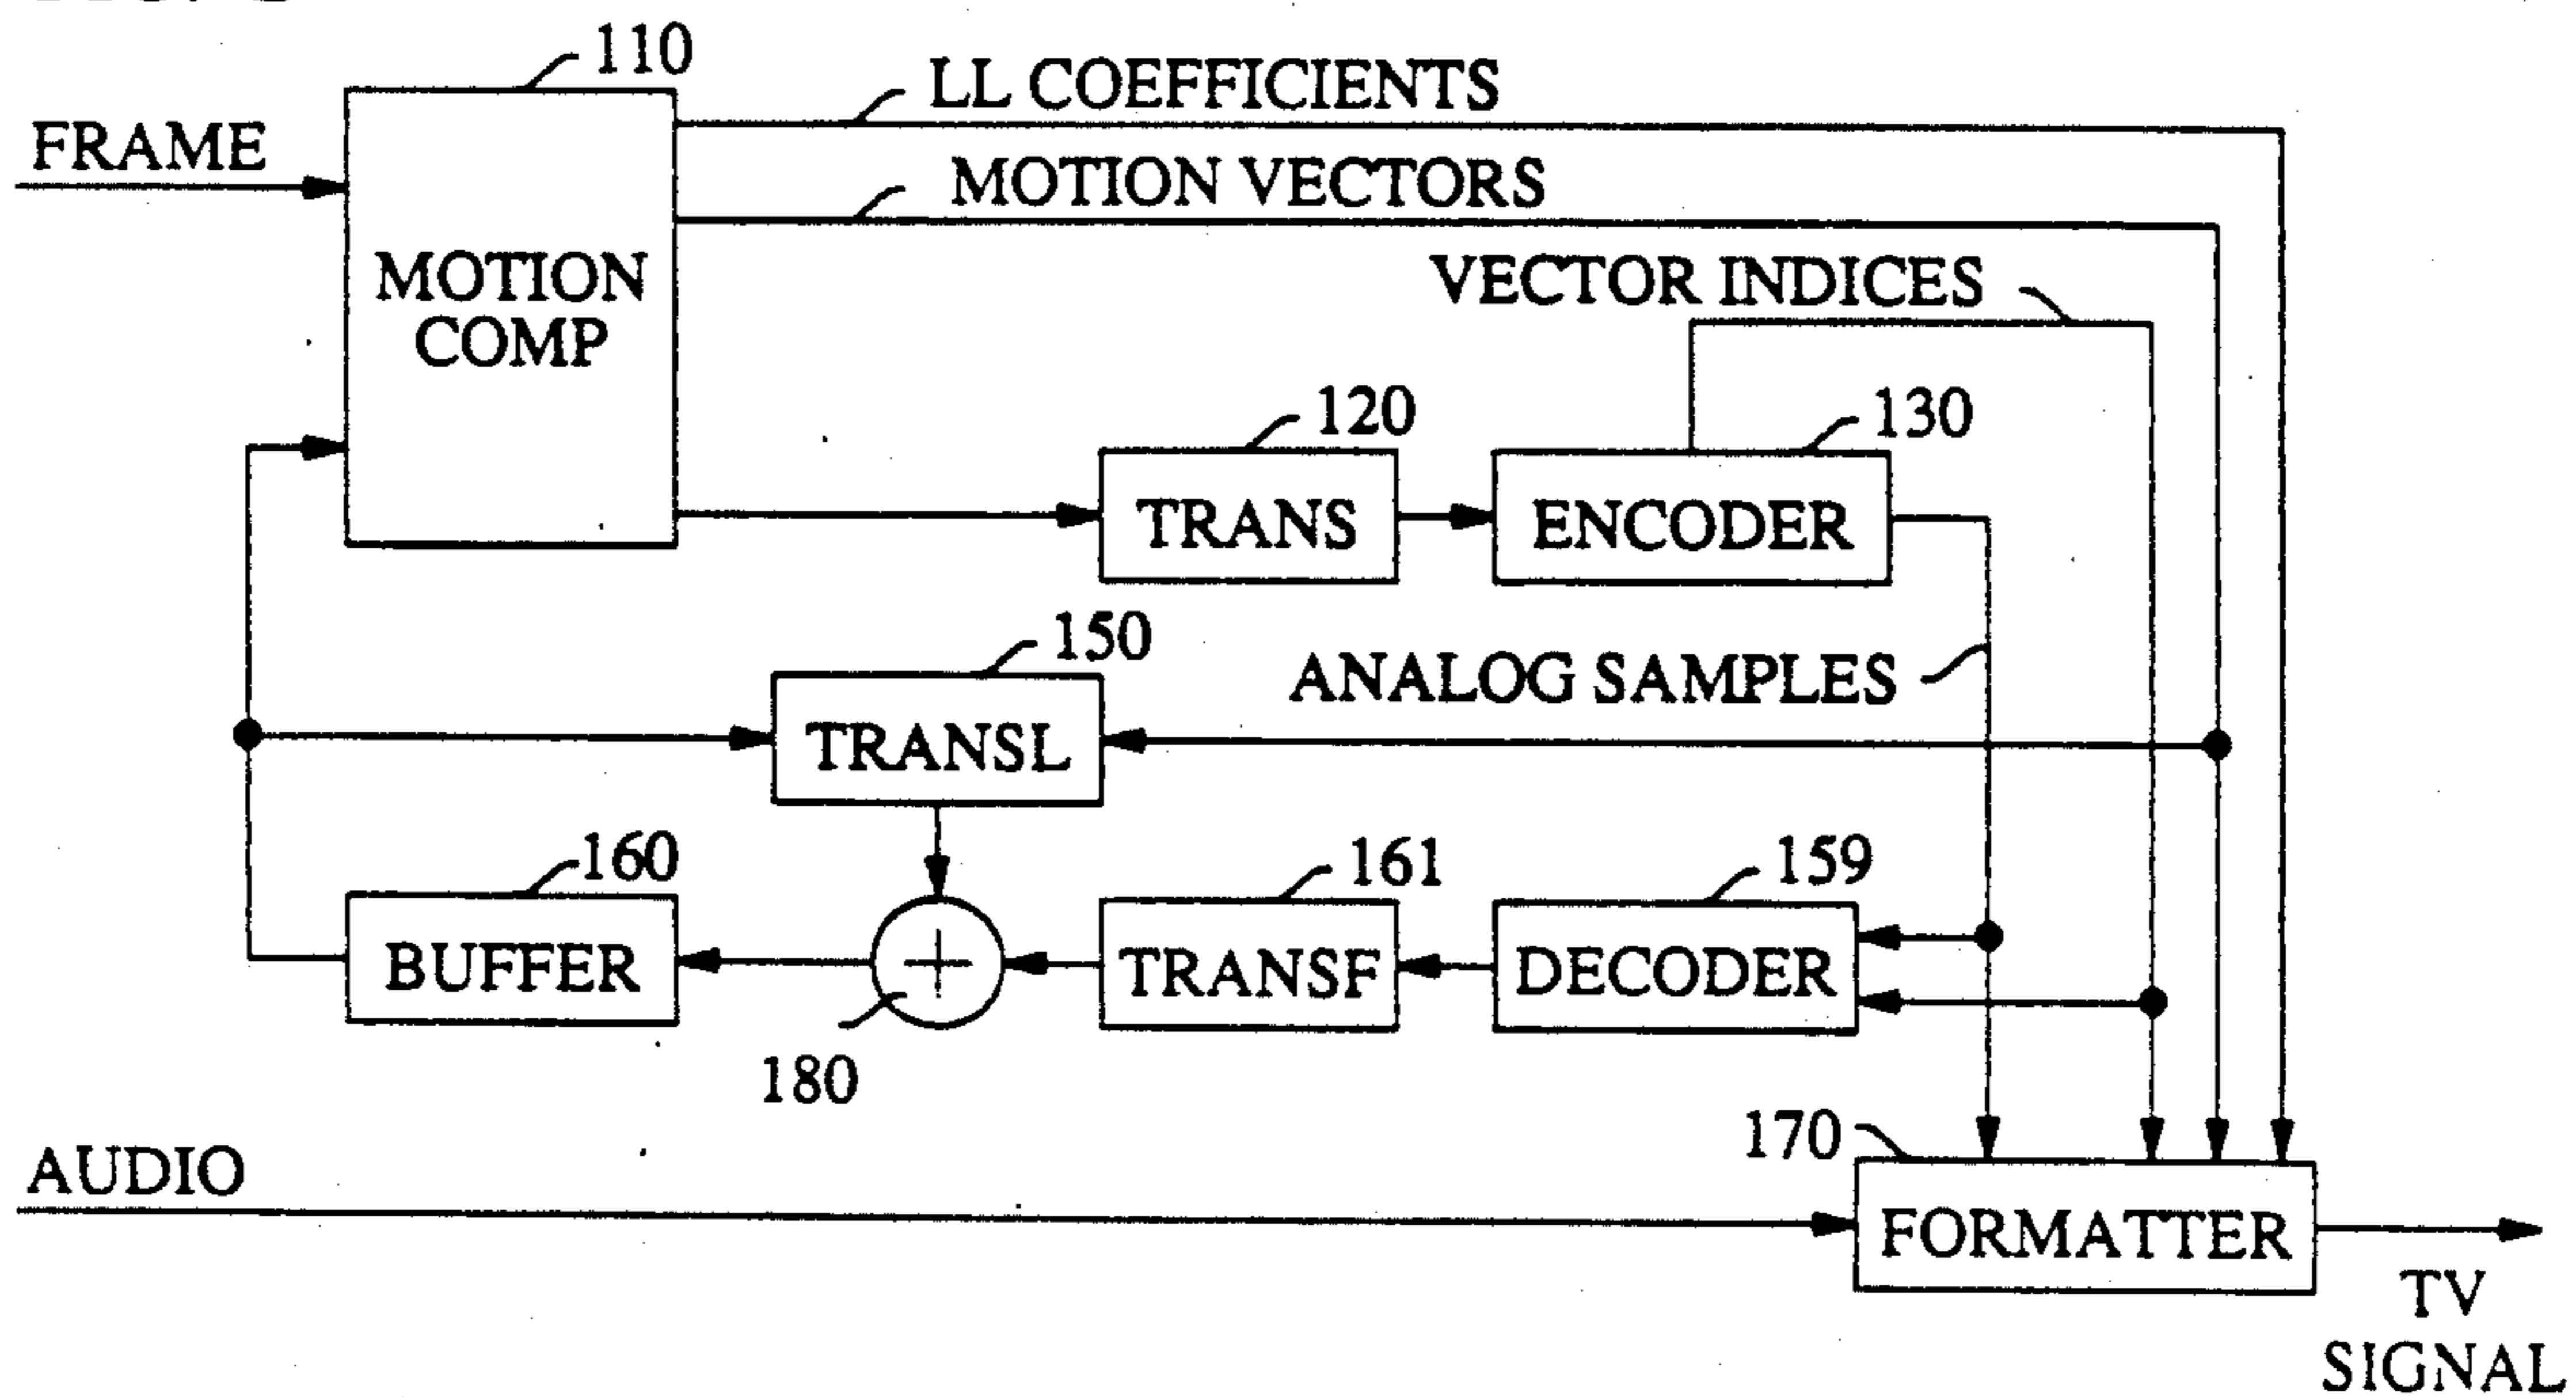 110
LL COEFFICIENTS
FRAME
MOTION VECTORS
MOTION
COMP
VECTOR INDICES
120
130
TRANS
ENCODER
150
ANALOG SAMPLES
TRANSL
160
161
159
BUFFER
+
TRANSF
DECODER
180
170
AUDIO
FORMATTER
TV
SIGNAL